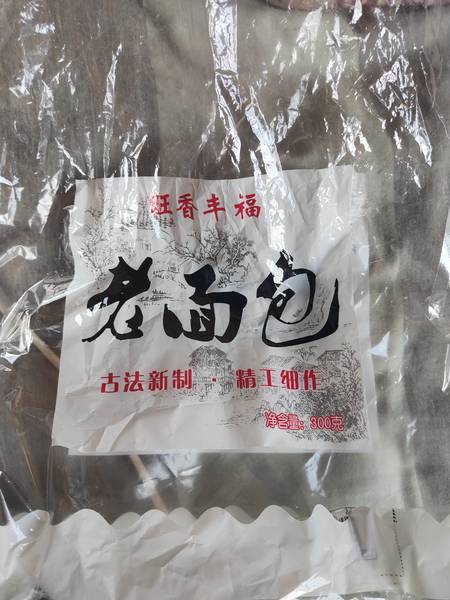 旺香丰福
老面包
古法新制·精工细作
净含量：300克